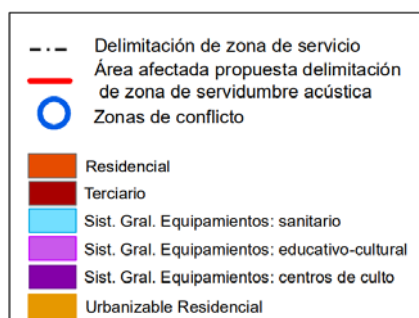 Delimitación de zona de servicio
Área afectada propuesta delimitación
de zona de servidumbre acústica
Zonas de conflicto
Residencial
Terciario
Sist. Gral. Equipamientos: sanitario
Sist. Gral. Equipamientos: educativo-cultural
Sist. Gral. Equipamientos: centros de culto
Urbanizable Residencial